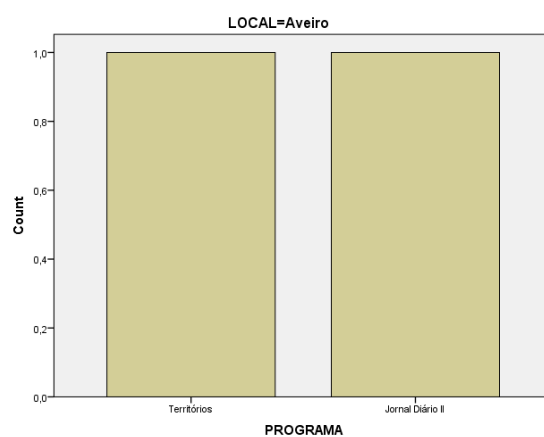 LOCAL=Aveiro
1,0
0,8
0,6
0,4
0,2
0,0
Count
Territórios
Jornal Diário II
PROGRAMA